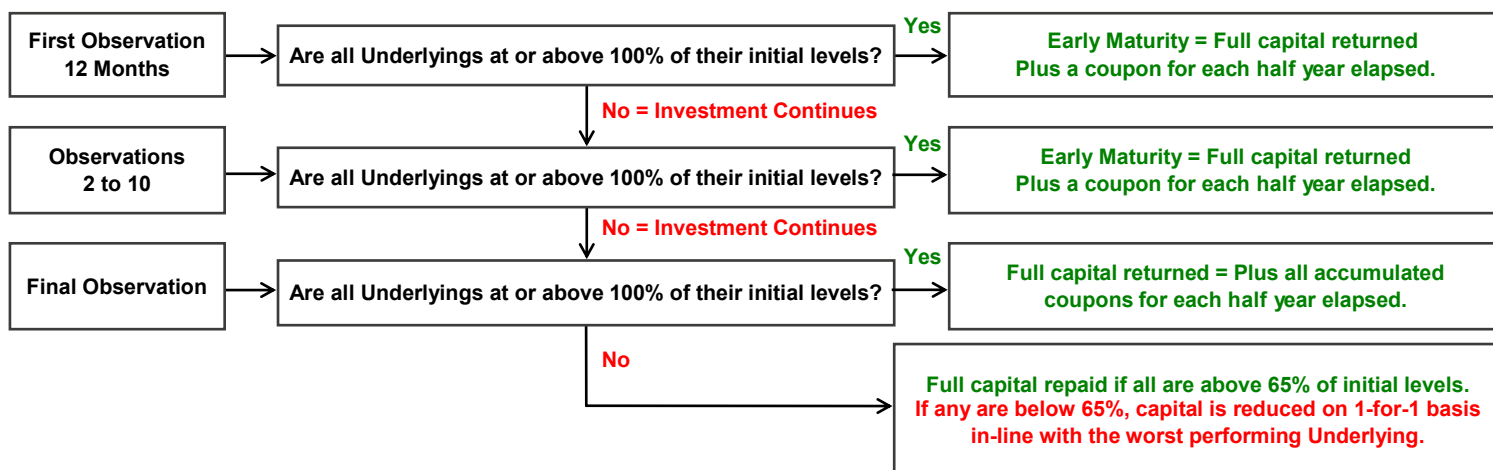 First Observation
12 Months
Are all Underlyings at or above 100% of their initial levels?
Yes
Early Maturity = Full capital returned
Plus a coupon for each half year elapsed.
No = Investment Continues
Observations
2 to 10
Are all Underlyings at or above 100% of their initial levels?
Yes
Early Maturity = Full capital returned
Plus a coupon for each half year elapsed.
No = Investment Continues
Final Observation
Are all Underlyings at or above 100% of their initial levels?
Yes
Full capital returned = Plus all accumulated
coupons for each half year elapsed.
No
Full capital repaid if all are above 65% of initial levels.
If any are below 65%, capital is reduced on 1-for-1 basis
in-line with the worst performing Underlying.